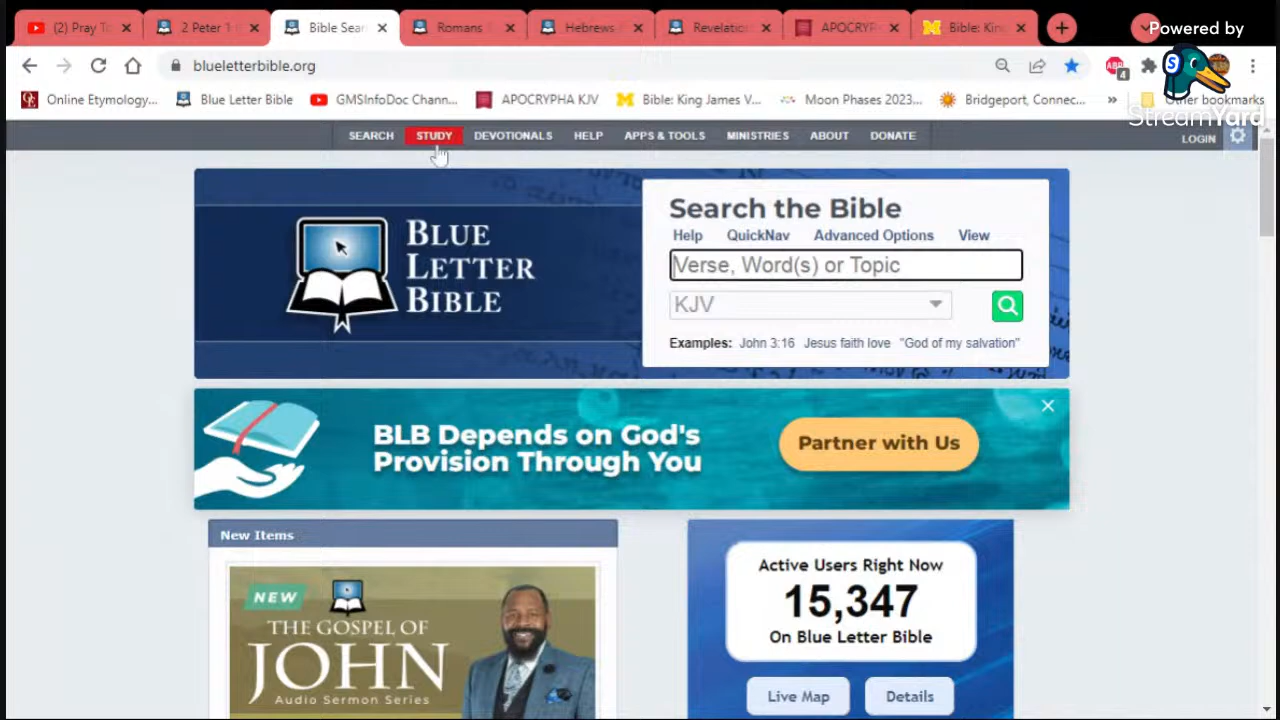 (2) Pray T
2 Peter 1
Bible Sear
Romans
Hebrews
Revelation
APOCRYP
Bible: Kin
Powered by
S
StreamYard
blueletterbible.org
ABP
4
Online Etymology...
Blue Letter Bible
GMSInfoDoc Chann...
APOCRYPHA KJV
Bible: King James V...
Moon Phases 2023...
Bridgeport, Connec...
»
Other bookmarks
SEARCH
STUDY
DEVOTIONALS
HELP
APPS & TOOLS
MINISTRIES
ABOUT
DONATE
LOGIN
BLUE
LETTER
BIBLE
Search the Bible
Help QuickNav Advanced Options View
Verse, Word(s) or Topic
KJV
Examples: John 3:16 Jesus faith love "God of my salvation"
BLB Depends on God's
Provision Through You
Partner with Us
New Items
NEW
THE GOSPEL OF
JOHN
Audio Sermon Series
Active Users Right Now
15,347
On Blue Letter Bible
Live Map
Details